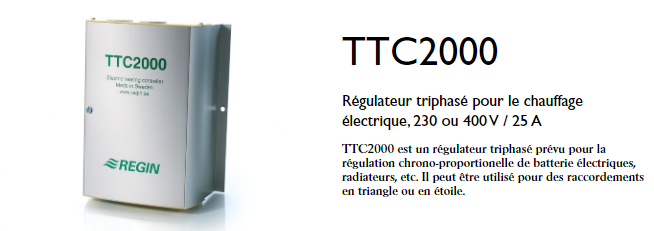 TTC2000
Electric heating controller
Made in Sweden
www.regin.se
REGIN
TTC2000
Régulateur triphasé pour le chauffage
électrique, 230 ou 400 V / 25 A
TTC2000 est un régulateur triphasé prévu pour la
régulation chrono-proportionelle de batterie électriques,
radiateurs, etc. Il peut être utilisé pour des raccordements
en triangle ou en étoile.